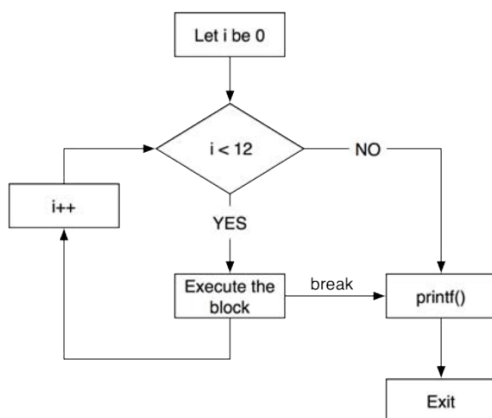 Let i be 0
i < 12
NO
i++
YES
Execute the
block
break
printf()
Exit